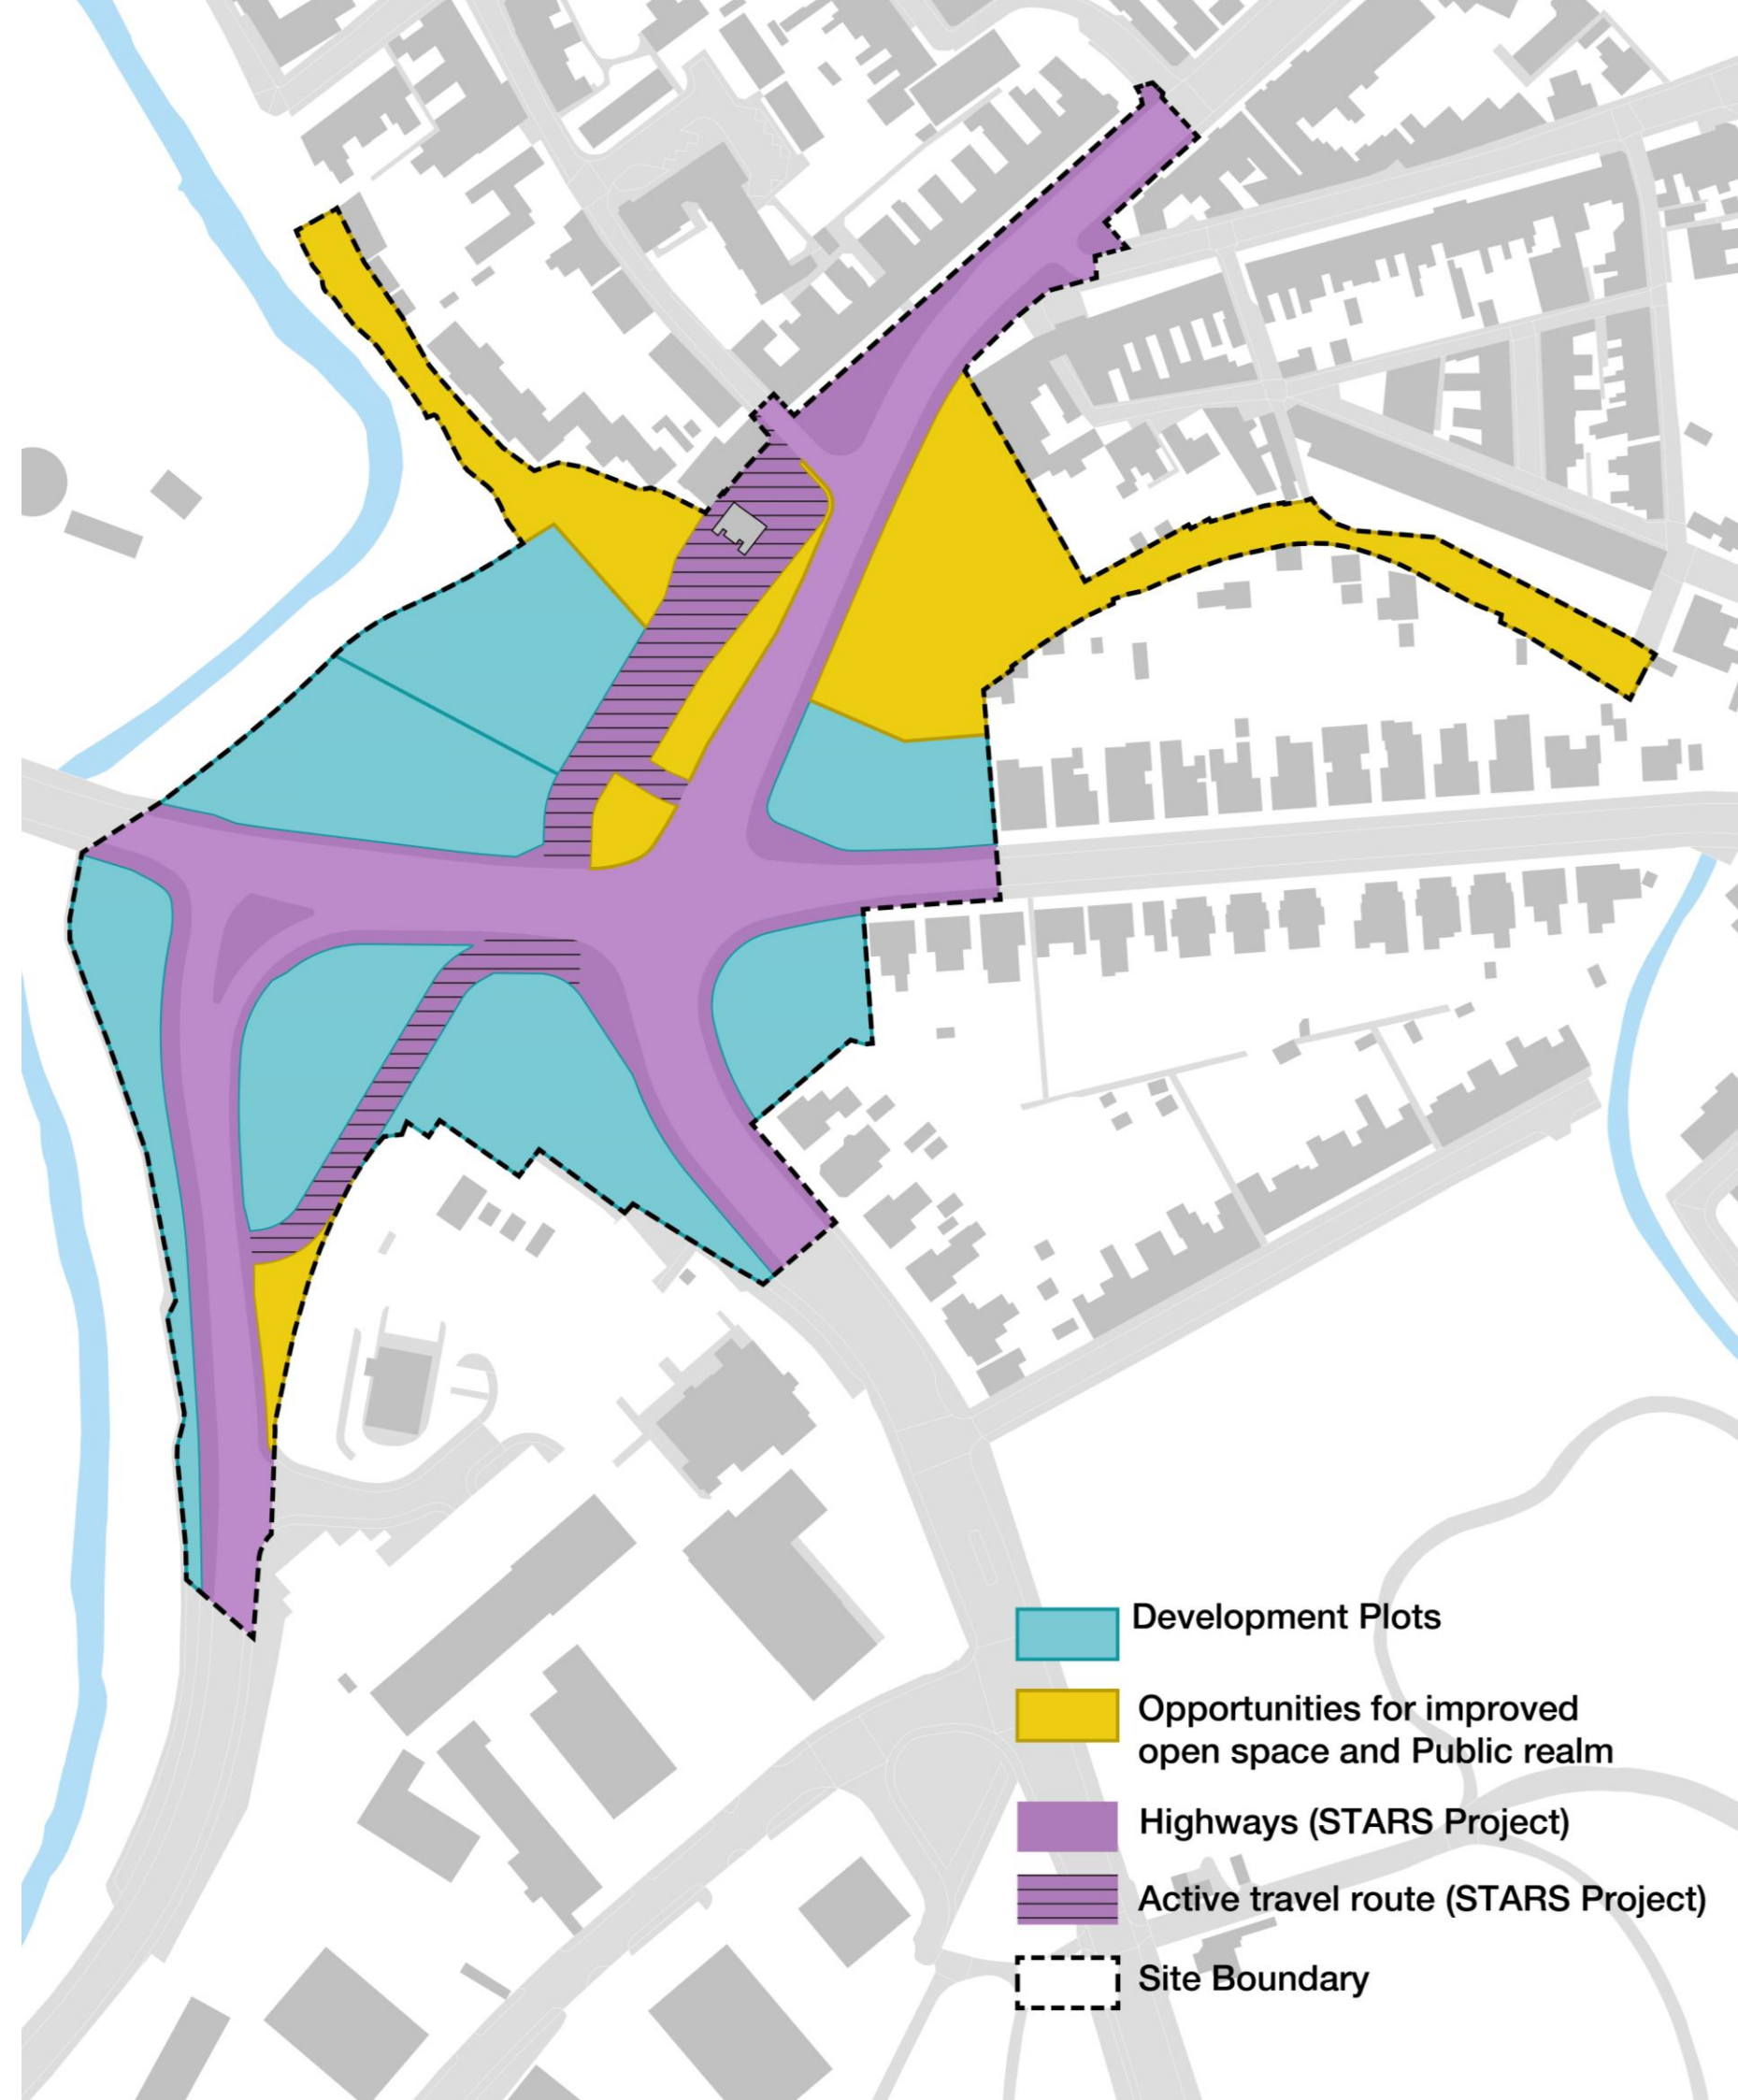 Development Plots
Opportunities for improved
open space and Public realm
Highways (STARS Project)
Active travel route (STARS Project)
Site Boundary